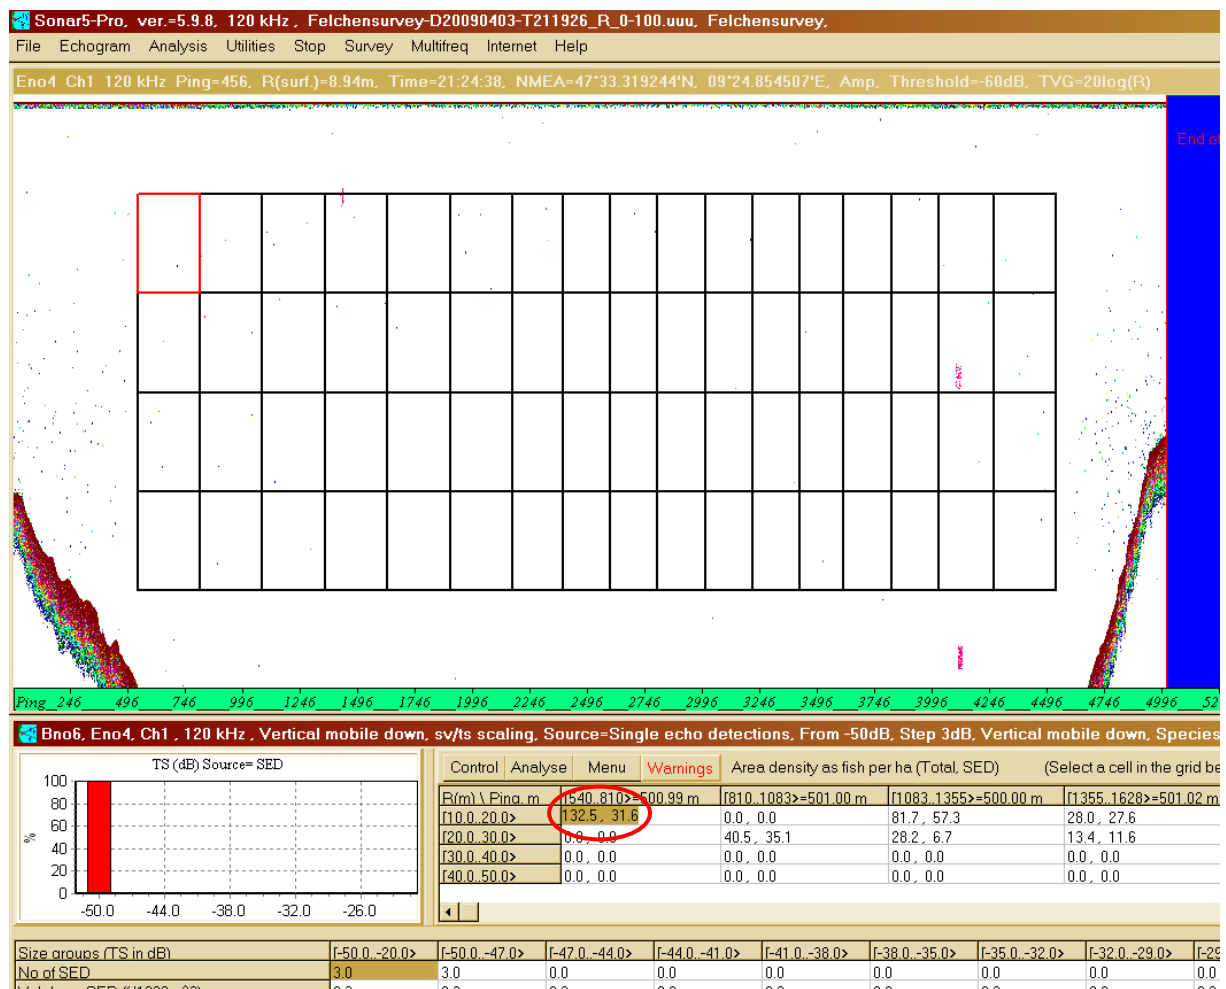 Sonar5-Pro, ver.=5.9.8, 120 kHz , Felchensurvey-D20090403-T211926_R_0-100.uuu, Felchensurvey,
File Echogram Analysis Utilities Stop Survey Multifreq Internet Help
Eno4 Ch1 120 kHz Ping=456, R(surf.)=8.94m, Time=21:24:38, NMEA=47*33.319244'N, 09*24.854507'E, Amp, Threshold=-60dB, TVG=20log(R)
End of
Ping 246 496 746 996 1246 1496 1746 1996 2246 2496 2746 2996 3246 3496 3746 3996 4246 4496 4746 4996 52
Bno6, Eno4, Ch1 , 120 kHz , Vertical mobile down, sv/ts scaling, Source=Single echo detections, From -50dB, Step 3dB, Vertical mobile down, Species
TS (dB) Source= SED
100
80
60
%
40
20
0
-50.0 -44.0 -38.0 -32.0 -26.0
Control Analyse Menu Warnings Area density as fish per ha (Total, SED) (Select a cell in the grid be
R(m) \ Ping, m [540..810>=500.99 m [810..1083>=501.00 m [1083..1355>=500.00 m [1355..1628>=501.02 m
[10.0..20.0> 132.5 , 31.6 0.0 , 0.0 81.7 , 57.3 28.0 , 27.6
[20.0..30.0> 0.0 , 0.0 40.5 , 35.1 28.2 , 6.7 13.4 , 11.6
[30.0..40.0> 0.0 , 0.0 0.0 , 0.0 0.0 , 0.0 0.0 , 0.0
[40.0..50.0> 0.0 , 0.0 0.0 , 0.0 0.0 , 0.0 0.0 , 0.0
Size groups (TS in dB) [-50.0..-20.0> [-50.0..-47.0> [-47.0..-44.0> [-44.0..-41.0> [-41.0..-38.0> [-38.0..-35.0> [-35.0..-32.0> [-32.0..-29.0> [-29
No of SED 3.0 3.0 0.0 0.0 0.0 0.0 0.0 0.0 0.0